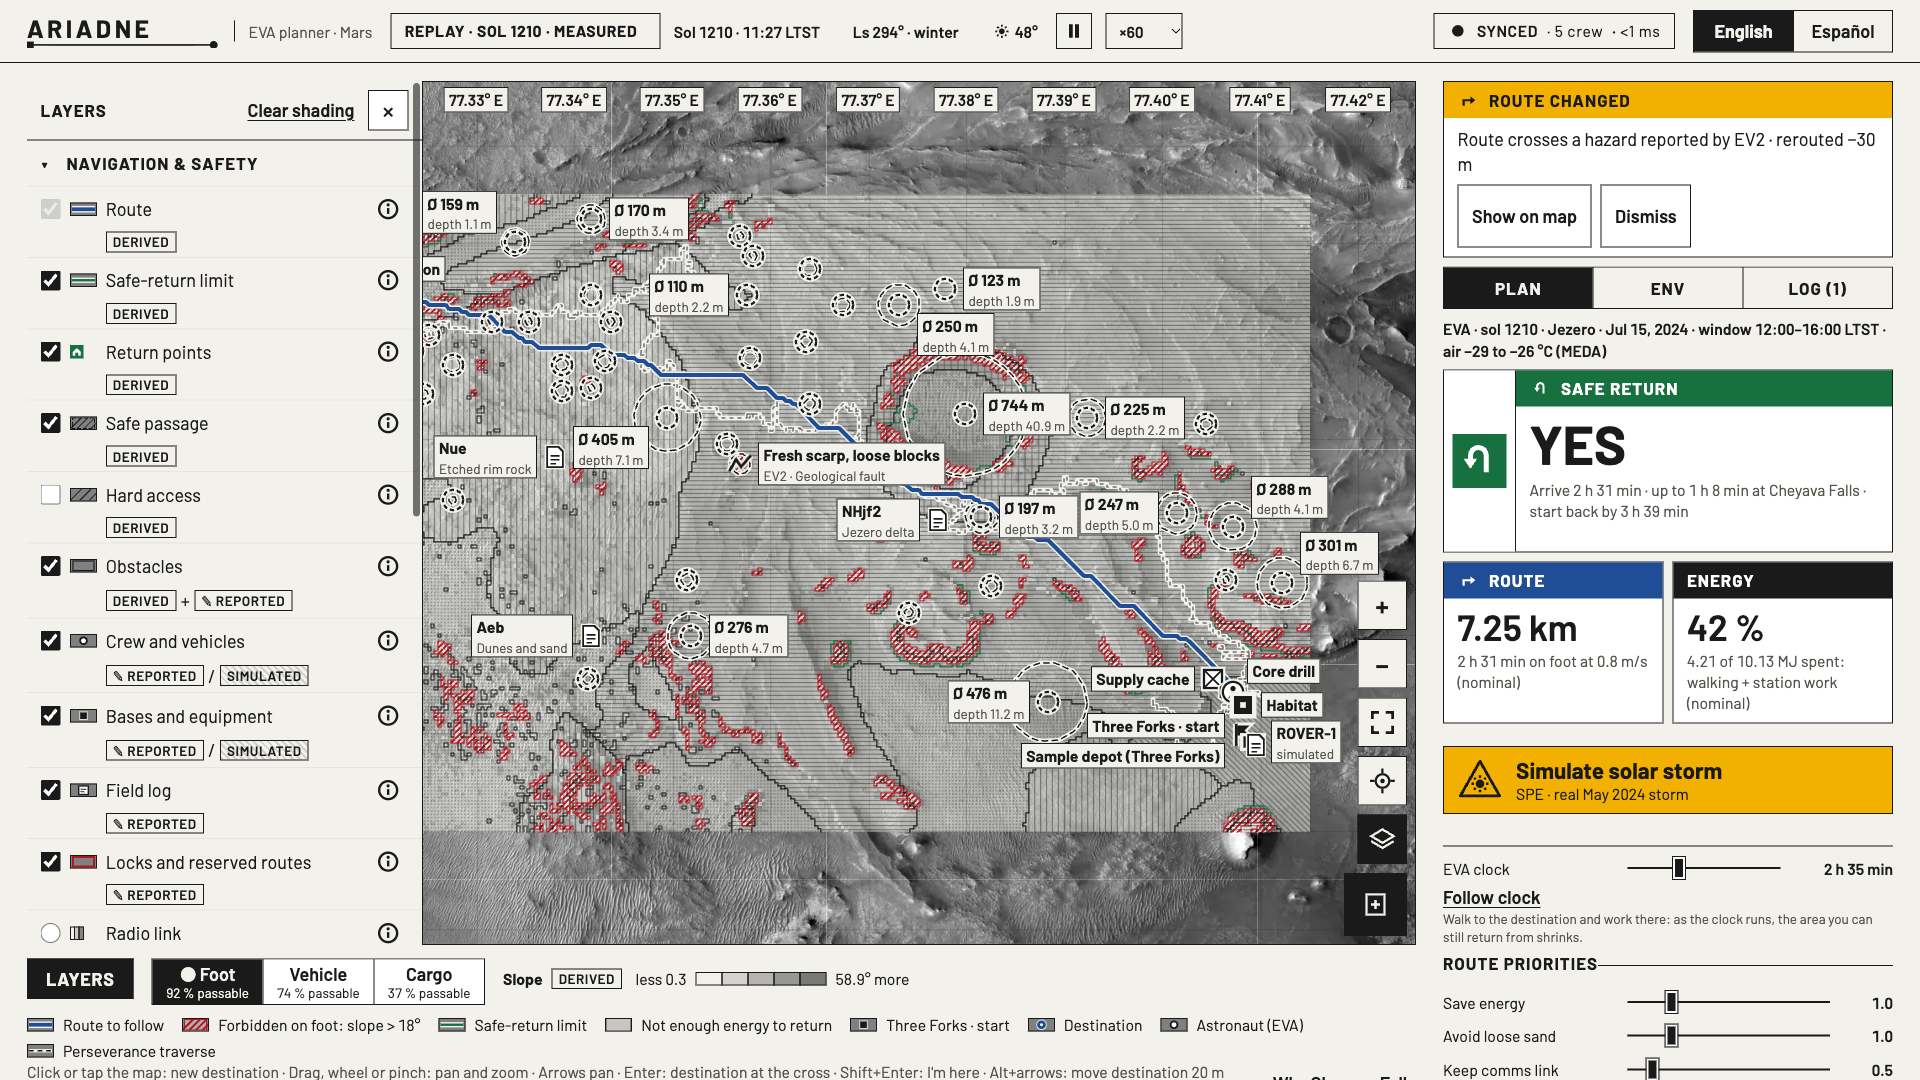 ARIADNE
EVA planner · Mars
REPLAY · SOL 1210 · MEASURED
Sol 1210 · 11:27 LTST
Ls 294° · winter
48°
×60
SYNCED · 5 crew · <1 ms
English
Español
LAYERS
Clear shading
×
NAVIGATION & SAFETY
Route
DERIVED
Safe-return limit
DERIVED
Return points
DERIVED
Safe passage
DERIVED
Hard access
DERIVED
Obstacles
DERIVED + ✎ REPORTED
Crew and vehicles
✎ REPORTED / SIMULATED
Bases and equipment
✎ REPORTED / SIMULATED
Field log
✎ REPORTED
Locks and reserved routes
✎ REPORTED
Radio link
77.33° E
77.34° E
77.35° E
77.36° E
77.37° E
77.38° E
77.39° E
77.40° E
77.41° E
77.42° E
Ø 159 m
depth 1.1 m
Ø 170 m
depth 3.4 m
on
Ø 110 m
depth 2.2 m
Ø 123 m
depth 1.9 m
Ø 250 m
depth 4.1 m
Ø 744 m
depth 40.9 m
Ø 225 m
depth 2.2 m
Nue
Etched rim rock
Ø 405 m
depth 7.1 m
Fresh scarp, loose blocks
EV2 · Geological fault
NHjf2
Jezero delta
Ø 197 m
depth 3.2 m
Ø 247 m
depth 5.0 m
Ø 288 m
depth 4.1 m
Ø 301 m
depth 6.7 m
Aeb
Dunes and sand
Ø 276 m
depth 4.7 m
Ø 476 m
depth 11.2 m
Supply cache
Core drill
Habitat
Three Forks · start
ROVER-1
simulated
Sample depot (Three Forks)
+
−
ROUTE CHANGED
Route crosses a hazard reported by EV2 · rerouted −30
m
Show on map
Dismiss
PLAN
ENV
LOG (1)
EVA · sol 1210 · Jezero · Jul 15, 2024 · window 12:00–16:00 LTST ·
air −29 to −26 °C (MEDA)
SAFE RETURN
YES
Arrive 2 h 31 min · up to 1 h 8 min at Cheyava Falls ·
start back by 3 h 39 min
ROUTE
7.25 km
2 h 31 min on foot at 0.8 m/s
(nominal)
ENERGY
42 %
4.21 of 10.13 MJ spent:
walking + station work
(nominal)
Simulate solar storm
SPE · real May 2024 storm
EVA clock
2 h 35 min
Follow clock
Walk to the destination and work there: as the clock runs, the area you can
still return from shrinks.
ROUTE PRIORITIES
Save energy
1.0
Avoid loose sand
1.0
Keep comms link
0.5
LAYERS
Foot
92 % passable
Vehicle
74 % passable
Cargo
37 % passable
Slope DERIVED less 0.3 58.9° more
Route to follow
Forbidden on foot: slope > 18°
Safe-return limit
Not enough energy to return
Three Forks · start
Destination
Astronaut (EVA)
Perseverance traverse
Click or tap the map: new destination · Drag, wheel or pinch: pan and zoom · Arrows pan · Enter: destination at the cross · Shift+Enter: I'm here · Alt+arrows: move destination 20 m